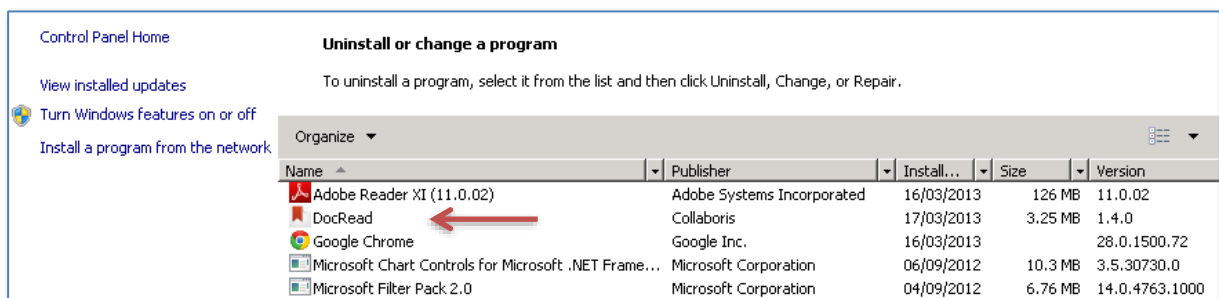 Control Panel Home
Uninstall or change a program
View installed updates
To uninstall a program, select it from the list and then click Uninstall, Change, or Repair.
Turn Windows features on or off
Install a program from the network
Organize
Name Publisher Install... Size Version
Adobe Reader XI (11.0.02) Adobe Systems Incorporated 16/03/2013 126 MB 11.0.02
DocRead Collaboris 17/03/2013 3.25 MB 1.4.0
Google Chrome Google Inc. 16/03/2013 28.0.1500.72
Microsoft Chart Controls for Microsoft .NET Frame... Microsoft Corporation 06/09/2012 10.3 MB 3.5.30730.0
Microsoft Filter Pack 2.0 Microsoft Corporation 04/09/2012 6.76 MB 14.0.4763.1000